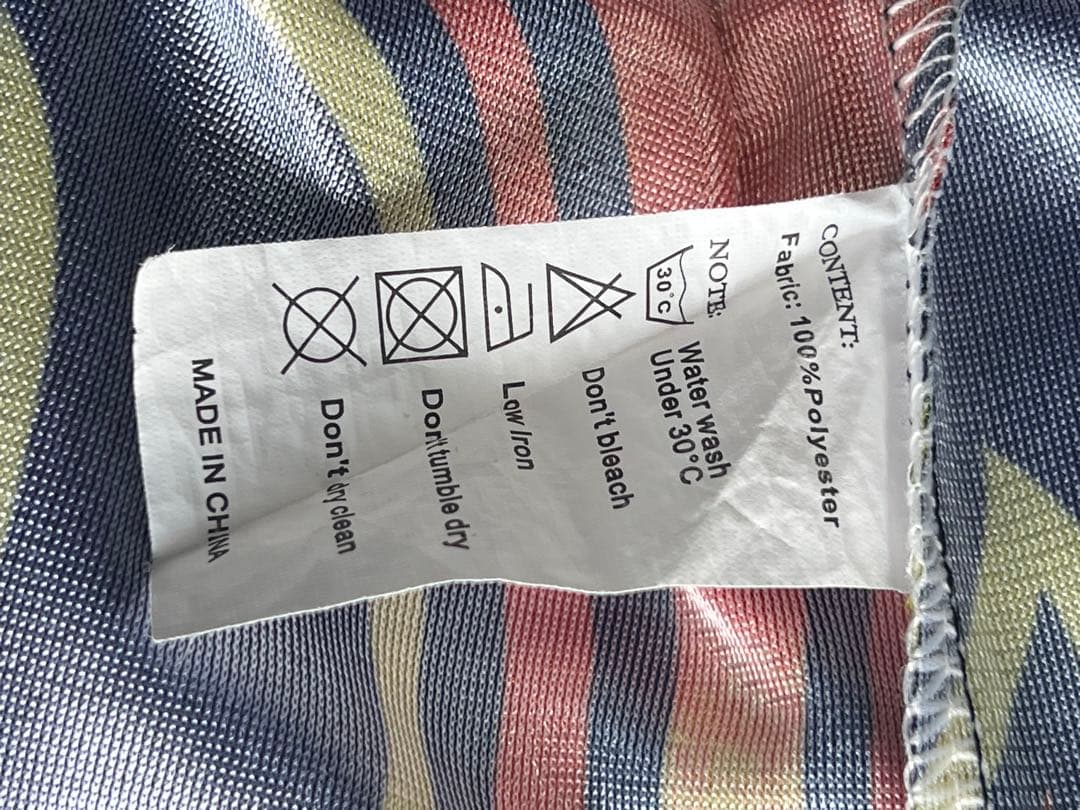 CONTENT:
Fabric: 100%Polyester
NOTE:
30°C
Water wash
Under 30°C
Don't bleach
Low Iron
Don't tumble dry
Don't dry clean
MADE IN CHINA